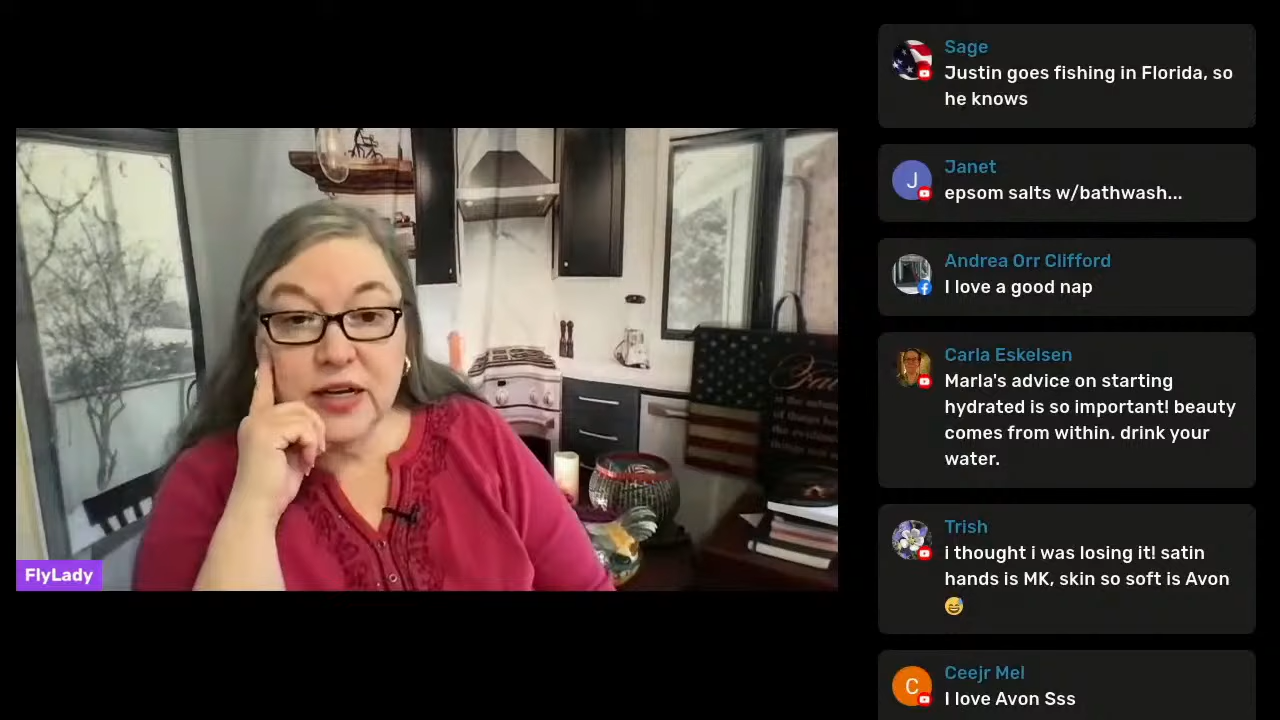 Sage
Justin goes fishing in Florida, so
he knows
J
Janet
epsom salts w/bathwash...
Andrea Orr Clifford
I love a good nap
Carla Eskelsen
Marla's advice on starting
hydrated is so important! beauty
comes from within. drink your
water.
Trish
i thought i was losing it! satin
hands is MK, skin so soft is Avon
😅
C
Ceejr Mel
I love Avon Sss
FlyLady